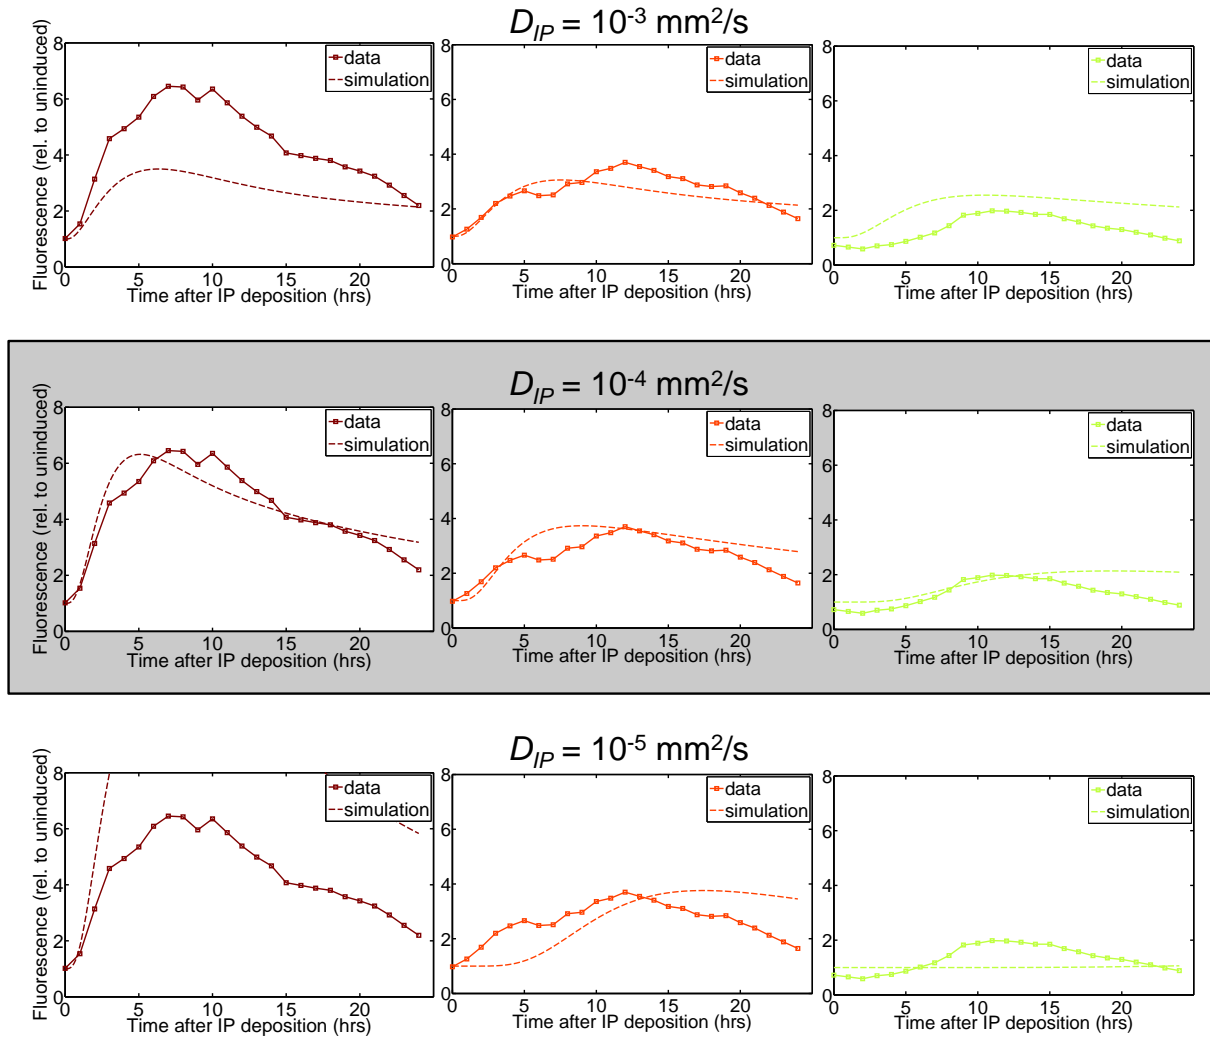 D_IP = 10^-3 mm^2/s
Fluorescence (rel. to uninduced)
8
6
4
2
0
0 5 10 15 20
Time after IP deposition (hrs)
data
simulation
8
6
4
2
0
0 5 10 15 20
Time after IP deposition (hrs)
data
simulation
8
6
4
2
0
0 5 10 15 20
Time after IP deposition (hrs)
data
simulation
D_IP = 10^-4 mm^2/s
Fluorescence (rel. to uninduced)
8
6
4
2
0
0 5 10 15 20
Time after IP deposition (hrs)
data
simulation
8
6
4
2
0
0 5 10 15 20
Time after IP deposition (hrs)
data
simulation
8
6
4
2
0
0 5 10 15 20
Time after IP deposition (hrs)
data
simulation
D_IP = 10^-5 mm^2/s
Fluorescence (rel. to uninduced)
8
6
4
2
0
0 5 10 15 20
Time after IP deposition (hrs)
data
simulation
8
6
4
2
0
0 5 10 15 20
Time after IP deposition (hrs)
data
simulation
8
6
4
2
0
0 5 10 15 20
Time after IP deposition (hrs)
data
simulation